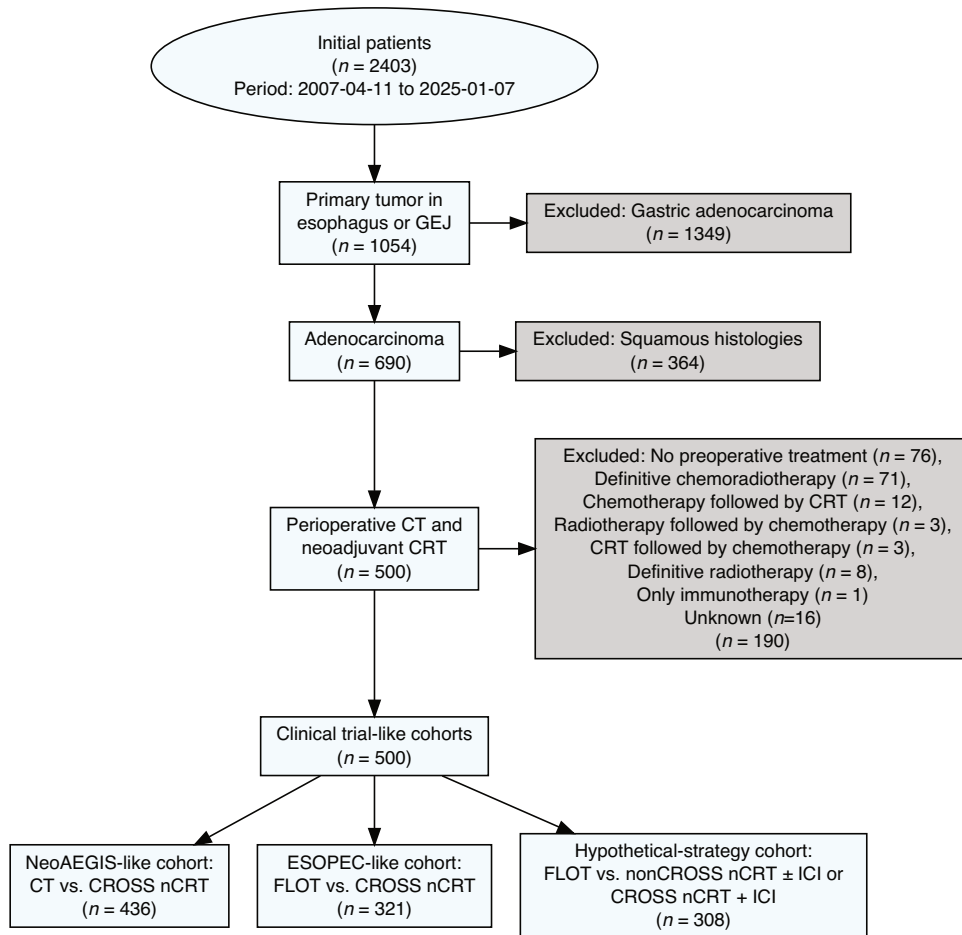 Initial patients
(n = 2403)
Period: 2007-04-11 to 2025-01-07
Primary tumor in
esophagus or GEJ
(n = 1054)
Excluded: Gastric adenocarcinoma
(n = 1349)
Adenocarcinoma
(n = 690)
Excluded: Squamous histologies
(n = 364)
Perioperative CT and
neoadjuvant CRT
(n = 500)
Excluded: No preoperative treatment (n = 76),
Definitive chemoradiotherapy (n = 71),
Chemotherapy followed by CRT (n = 12),
Radiotherapy followed by chemotherapy (n = 3),
CRT followed by chemotherapy (n = 3),
Definitive radiotherapy (n = 8),
Only immunotherapy (n = 1)
Unknown (n=16)
(n = 190)
Clinical trial-like cohorts
(n = 500)
NeoAEGIS-like cohort:
CT vs. CROSS nCRT
(n = 436)
ESOPEC-like cohort:
FLOT vs. CROSS nCRT
(n = 321)
Hypothetical-strategy cohort:
FLOT vs. nonCROSS nCRT ± ICI or
CROSS nCRT + ICI
(n = 308)